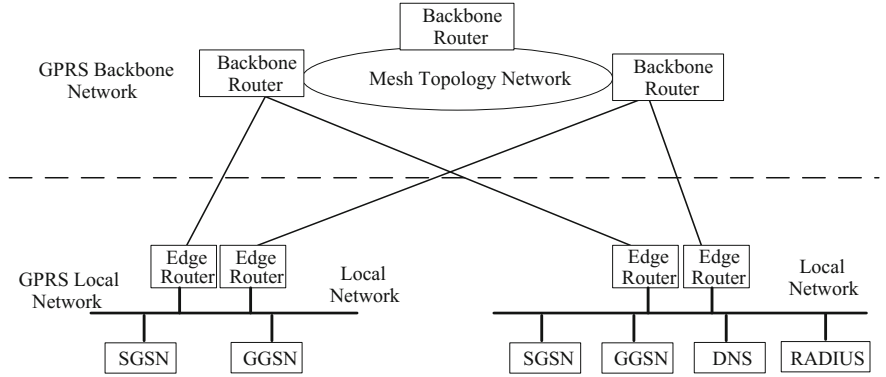 Backbone
Router
GPRS Backbone
Network
Backbone
Router
Mesh Topology Network
Backbone
Router
GPRS Local
Network
Edge
Router
Edge
Router
Local
Network
Edge
Router
Edge
Router
Local
Network
SGSN
GGSN
SGSN
GGSN
DNS
RADIUS